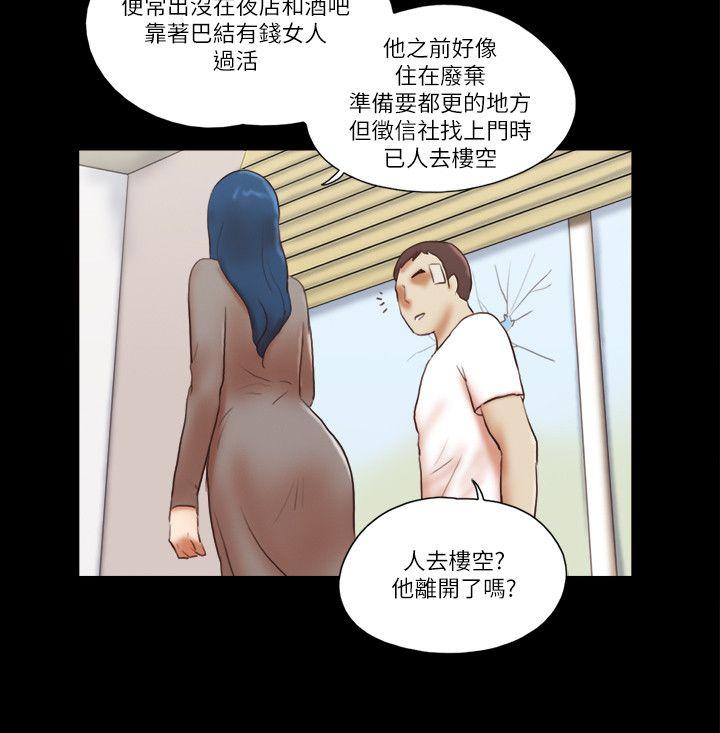 便常出沒在夜店和酒吧
靠著巴結有錢女人
過活
他之前好像
住在廢棄
準備要都更的地方
但徵信社找上門時
已人去樓空
人去樓空?
他離開了嗎?